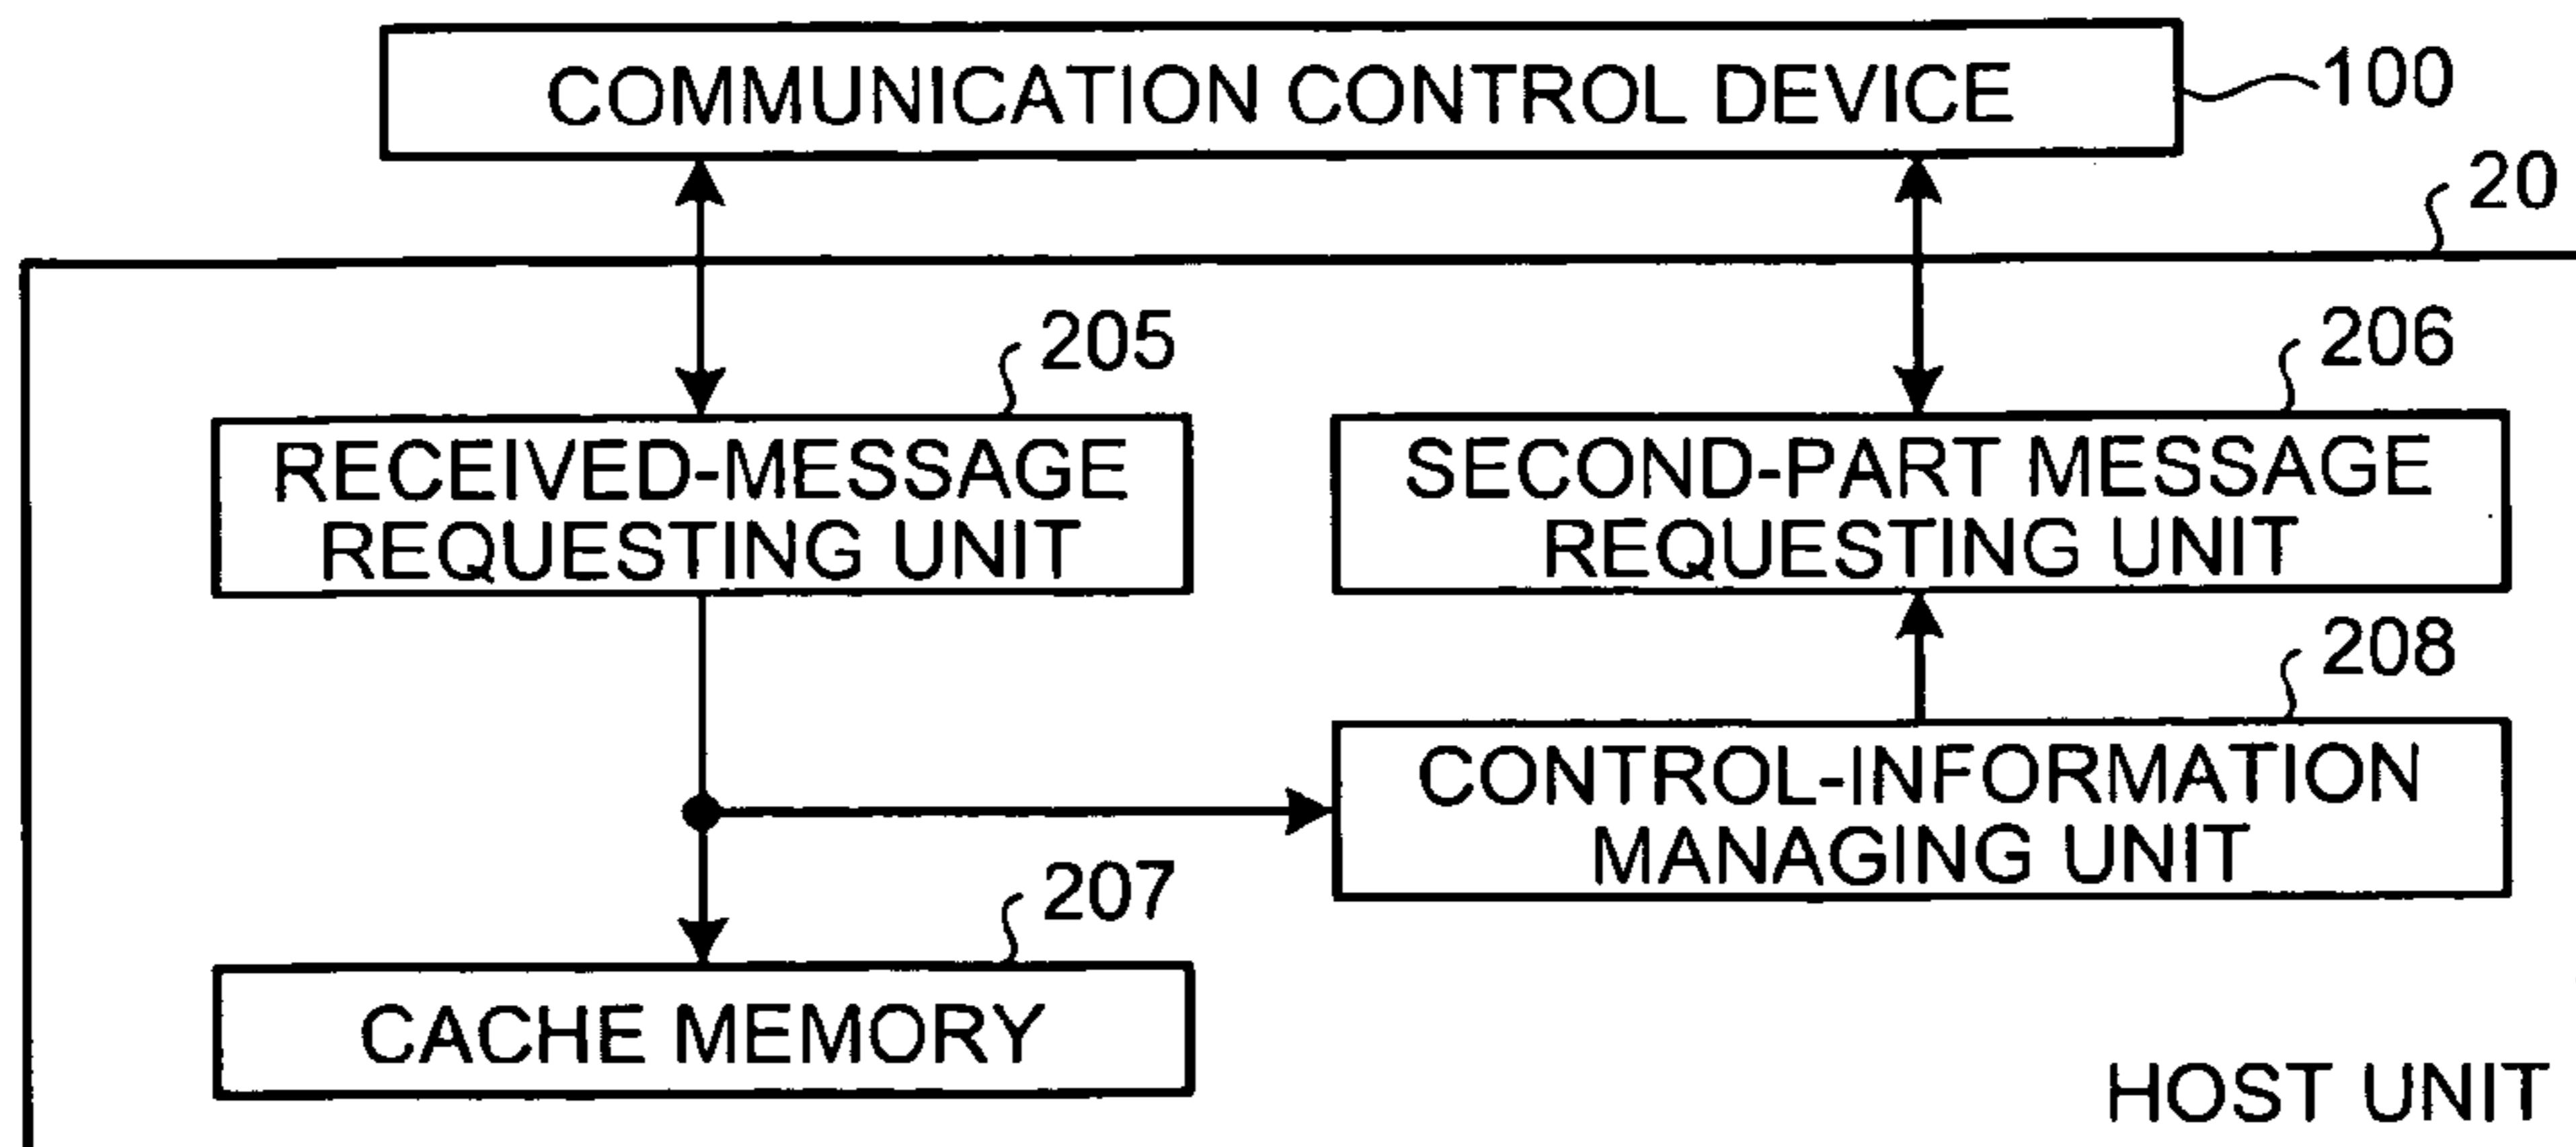 COMMUNICATION CONTROL DEVICE
100
20
205
206
RECEIVED-MESSAGE
REQUESTING UNIT
SECOND-PART MESSAGE
REQUESTING UNIT
208
CONTROL-INFORMATION
MANAGING UNIT
207
CACHE MEMORY
HOST UNIT